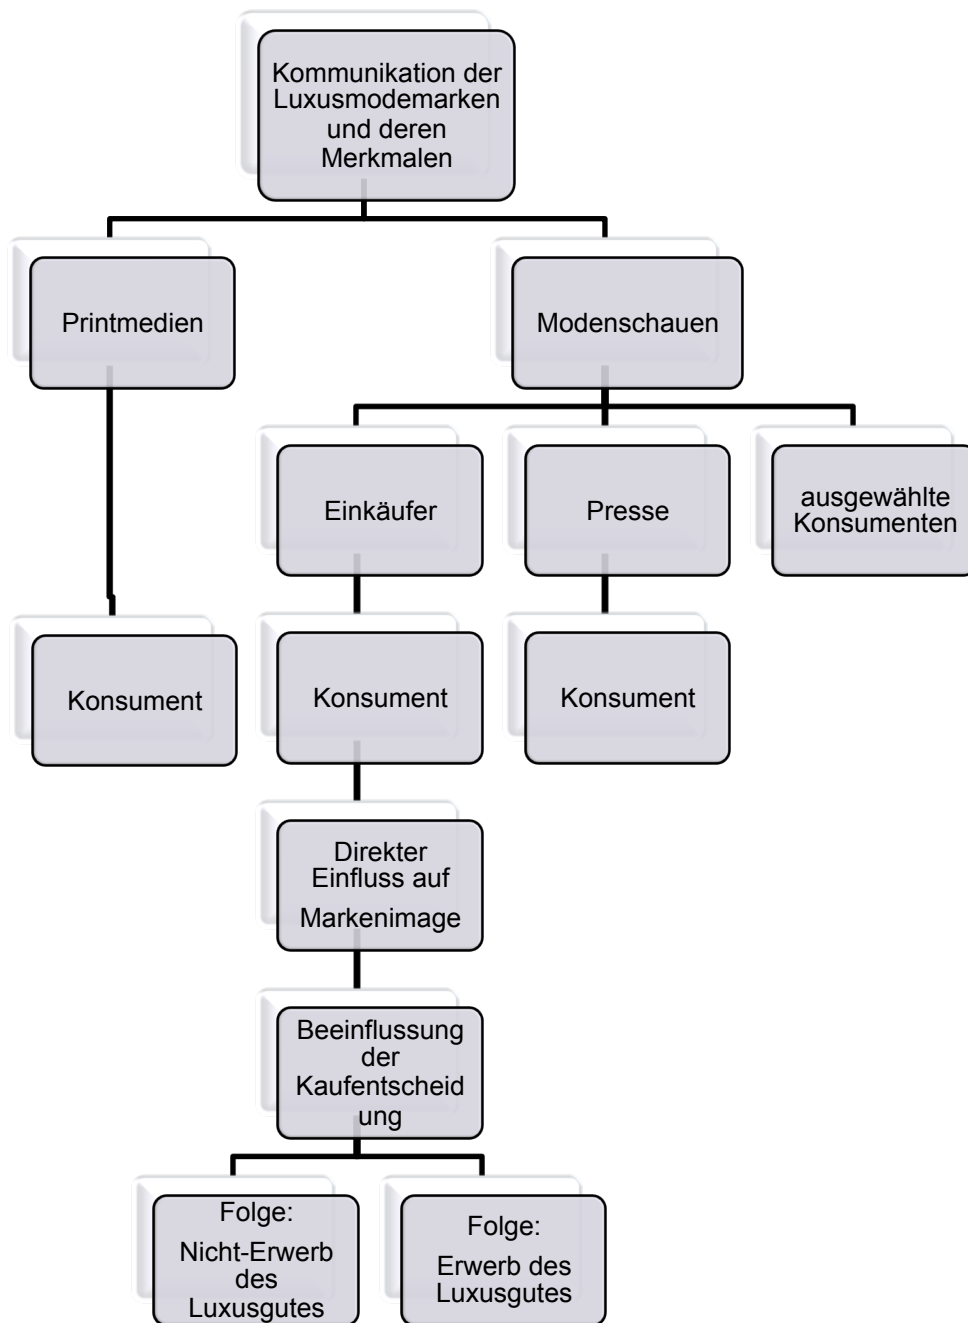 Kommunikation der
Luxusmodemarken
und deren
Merkmalen
Printmedien
Modenschauen
Einkäufer
Presse
ausgewählte
Konsumenten
Konsument
Konsument
Konsument
Direkter
Einfluss auf
Markenimage
Beeinflussung
der
Kaufentscheid
ung
Folge:
Nicht-Erwerb
des
Luxusgutes
Folge:
Erwerb des
Luxusgutes